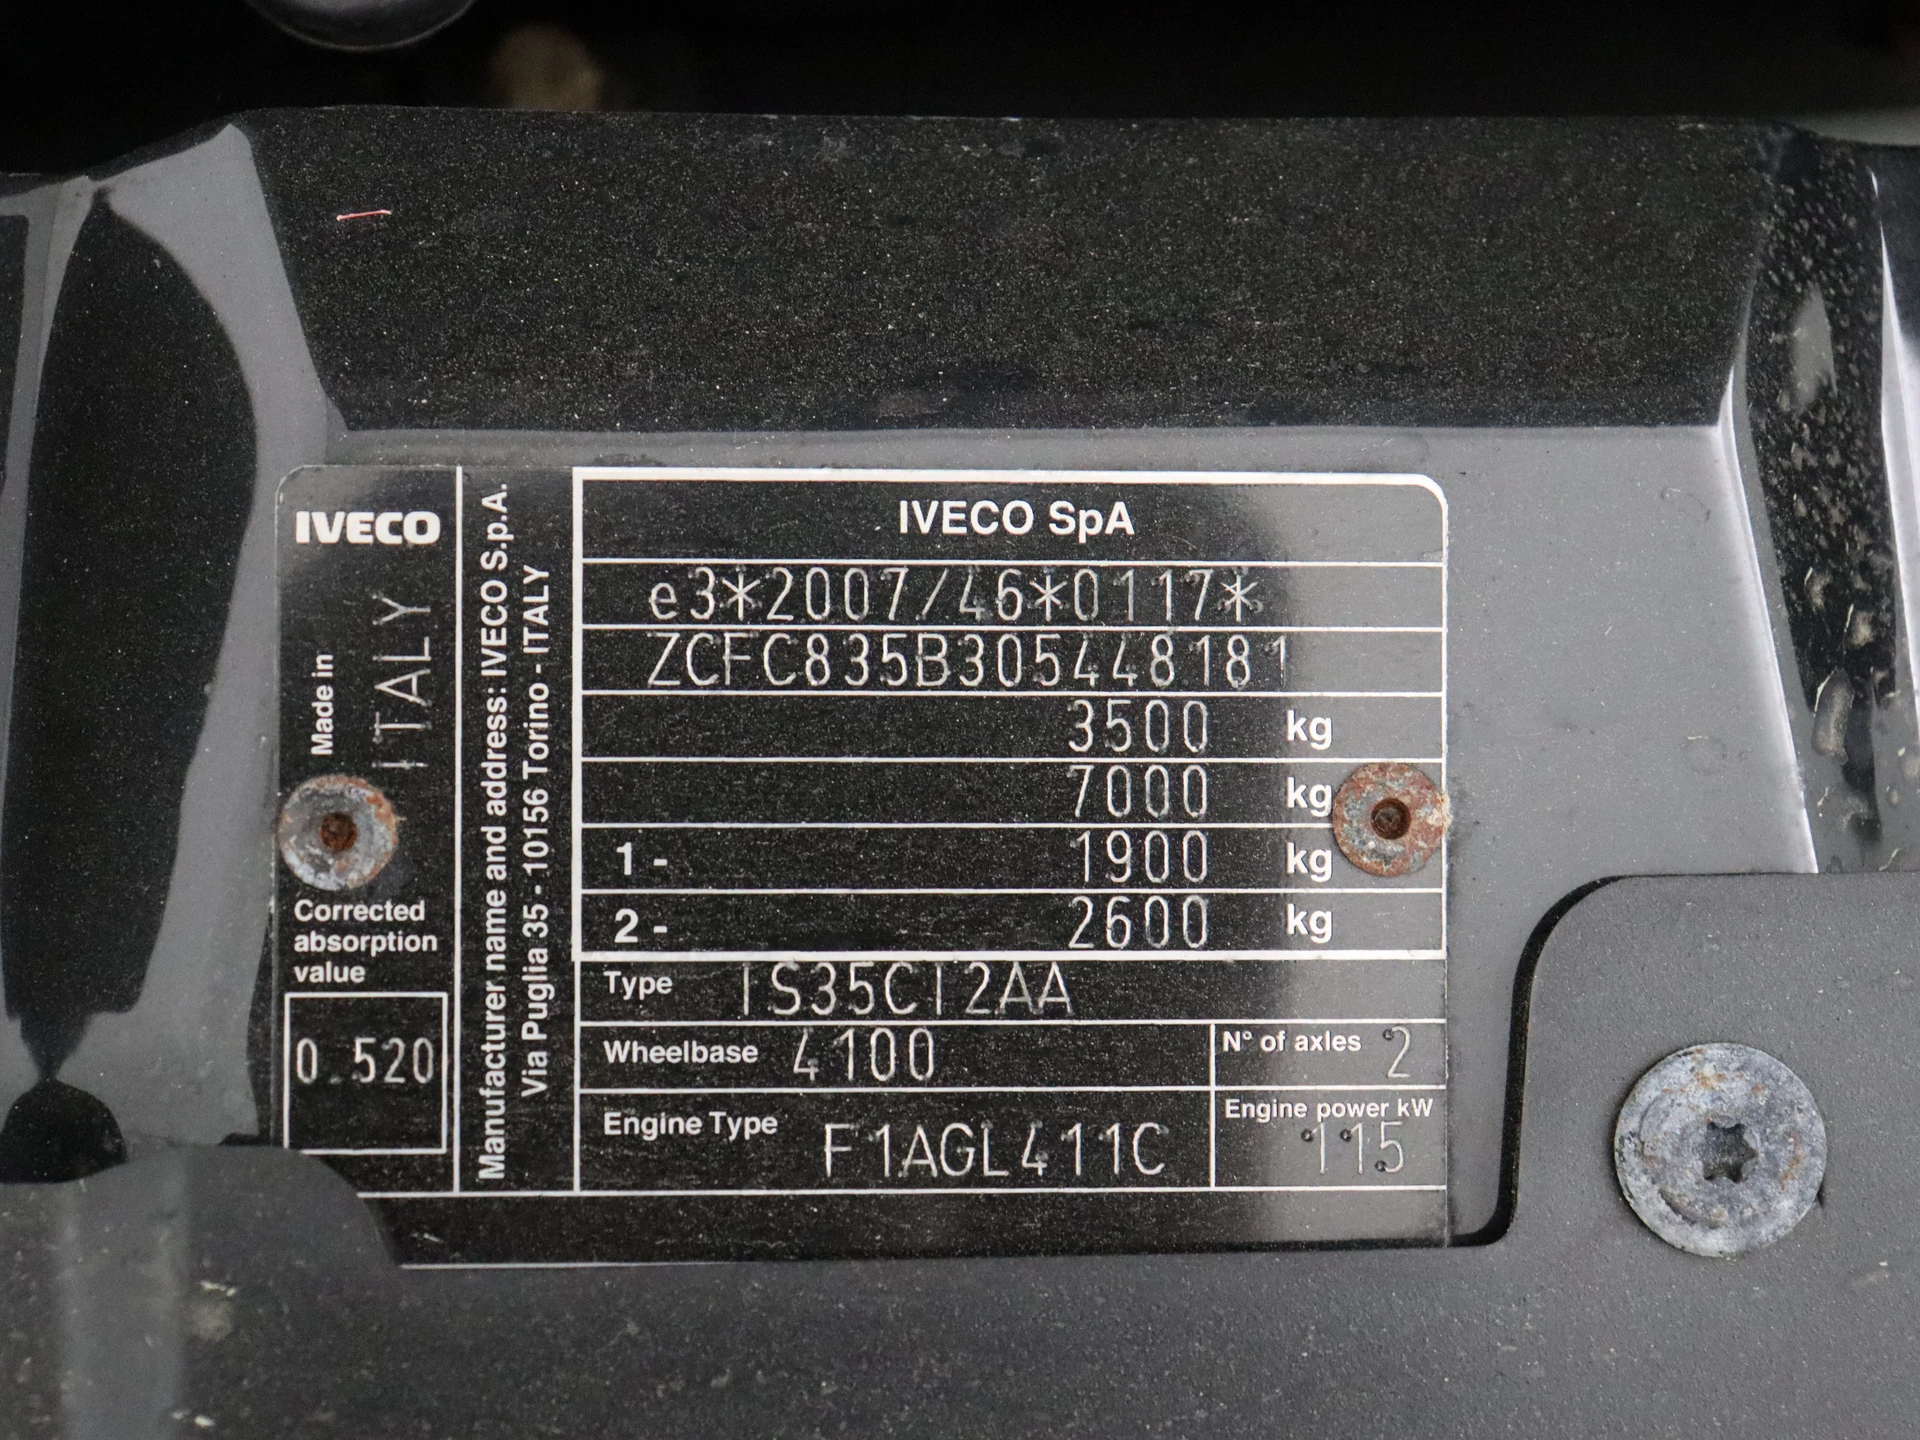 IVECO
Made in ITALY
Corrected
absorption
value
0.520
Manufacturer name and address: IVECO S.p.A.
Via Puglia 35 - 10156 Torino - ITALY
IVECO SpA
e3*2007/46*0117*
ZCFC835B305448181
3500 kg
7000 kg
1 - 1900 kg
2 - 2600 kg
Type IS35CI2AA
Wheelbase 4100 N° of axles 2
Engine Type F1AGL411C Engine power kW 115